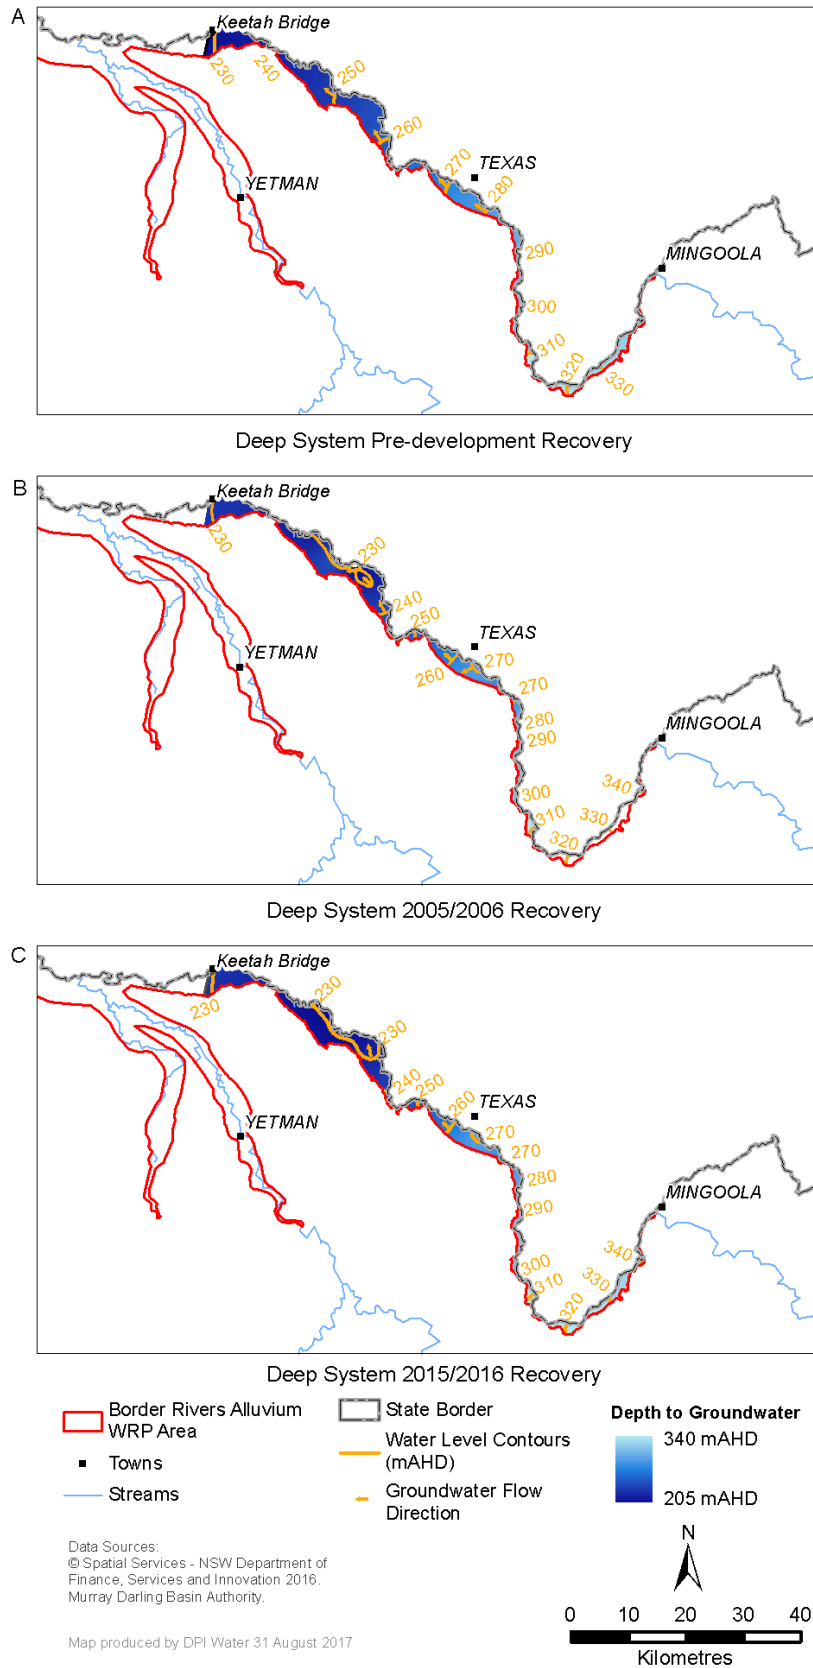 A
Keetah Bridge
230
240
250
260
270
TEXAS
280
YETMAN
290
MINGOOLA
300
310
320
330
Deep System Pre-development Recovery
B
Keetah Bridge
230
230
240
250
TEXAS
260
270
YETMAN
270
280
MINGOOLA
290
340
300
310
330
320
Deep System 2005/2006 Recovery
C
Keetah Bridge
230
230
230
240
250
TEXAS
260
YETMAN
270
270
280
MINGOOLA
290
340
300
310
330
320
Deep System 2015/2016 Recovery
Border Rivers Alluvium
WRP Area
Towns
Streams
State Border
Water Level Contours
(mAHD)
Groundwater Flow
Direction
Depth to Groundwater
340 mAHD
205 mAHD
Data Sources:
© Spatial Services - NSW Department of
Finance, Services and Innovation 2016.
Murray Darling Basin Authority.
Map produced by DPI Water 31 August 2017
N
0 10 20 30 40
Kilometres